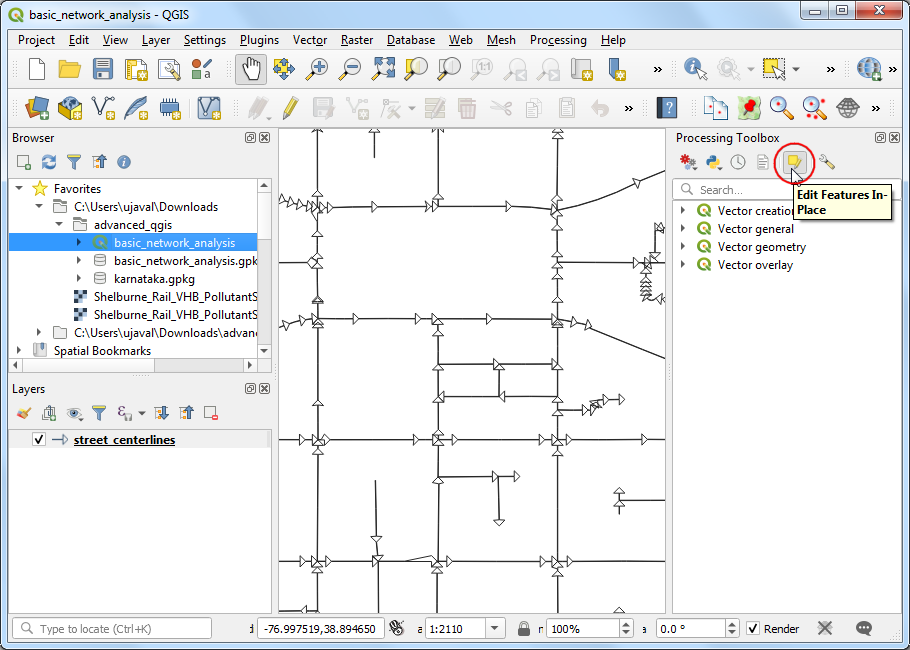 basic_network_analysis - QGIS
Project Edit View Layer Settings Plugins Vector Raster Database Web Mesh Processing Help
Browser
Favorites
C:\Users\ujaval\Downloads
advanced_qgis
basic_network_analysis
basic_network_analysis.gpk
karnataka.gpkg
Shelburne_Rail_VHB_PollutantS
Shelburne_Rail_VHB_PollutantS
C:\Users\ujaval\Downloads\advan
Spatial Bookmarks
Layers
street_centerlines
Processing Toolbox
Search...
Edit Features In-
Place
Vector creation
Vector general
Vector geometry
Vector overlay
Type to locate (Ctrl+K) d -76.997519,38.894650 a 1:2110 n 100% a 0.0 ° Render